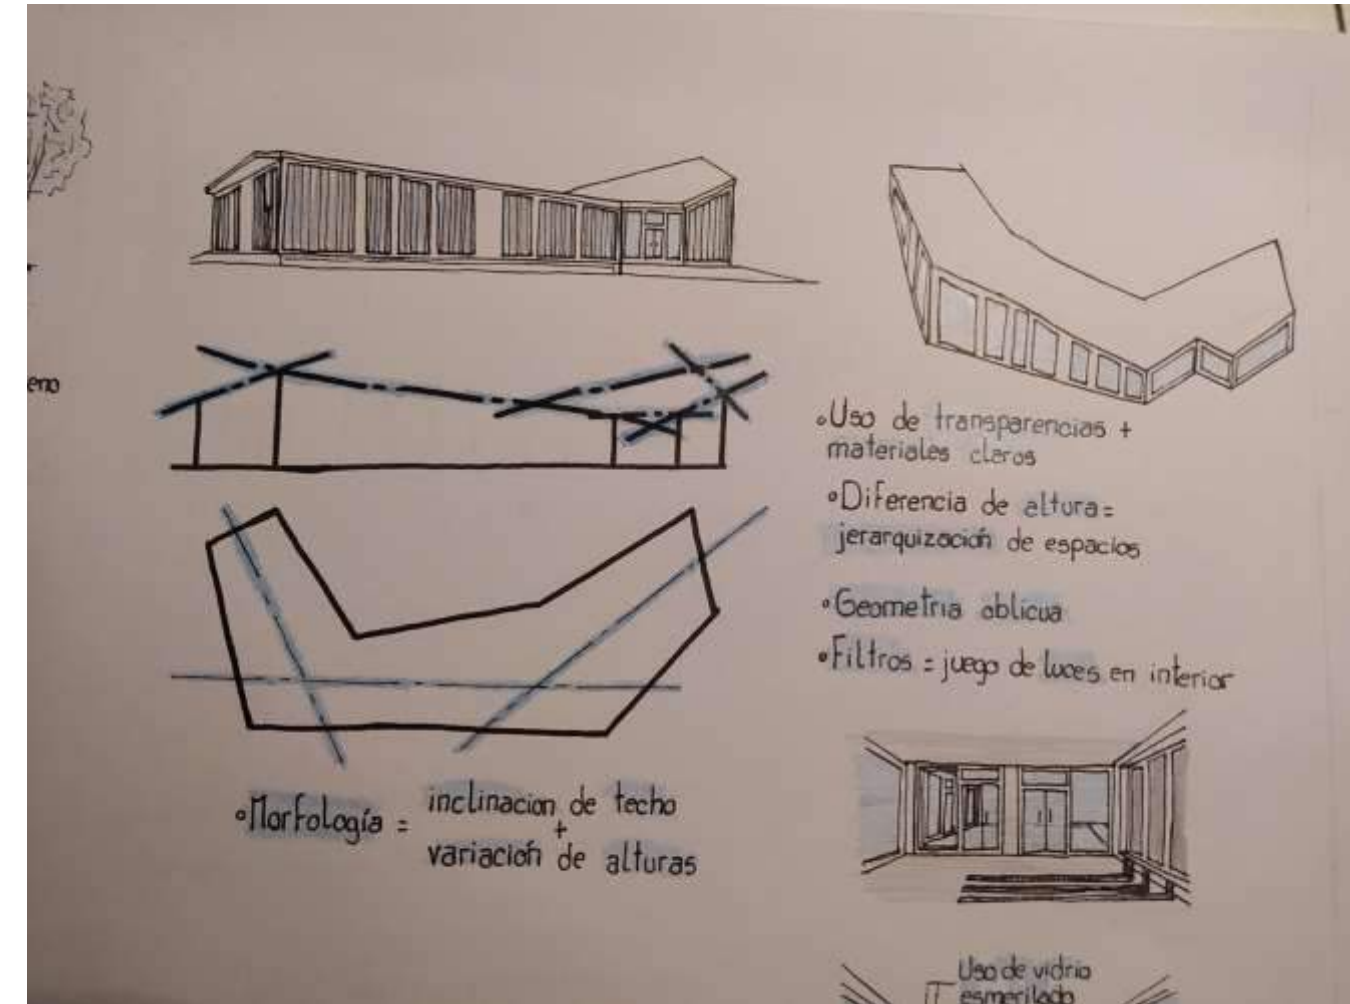 eno
°Uso de transparencias +
materiales claros
°Diferencia de altura =
jerarquización de espacios
°Geometria oblicua
°Filtros = juego de luces en interior
°Morfología =
inclinacion de techo
+
variación de alturas
Uso de vidrio
esmerilado